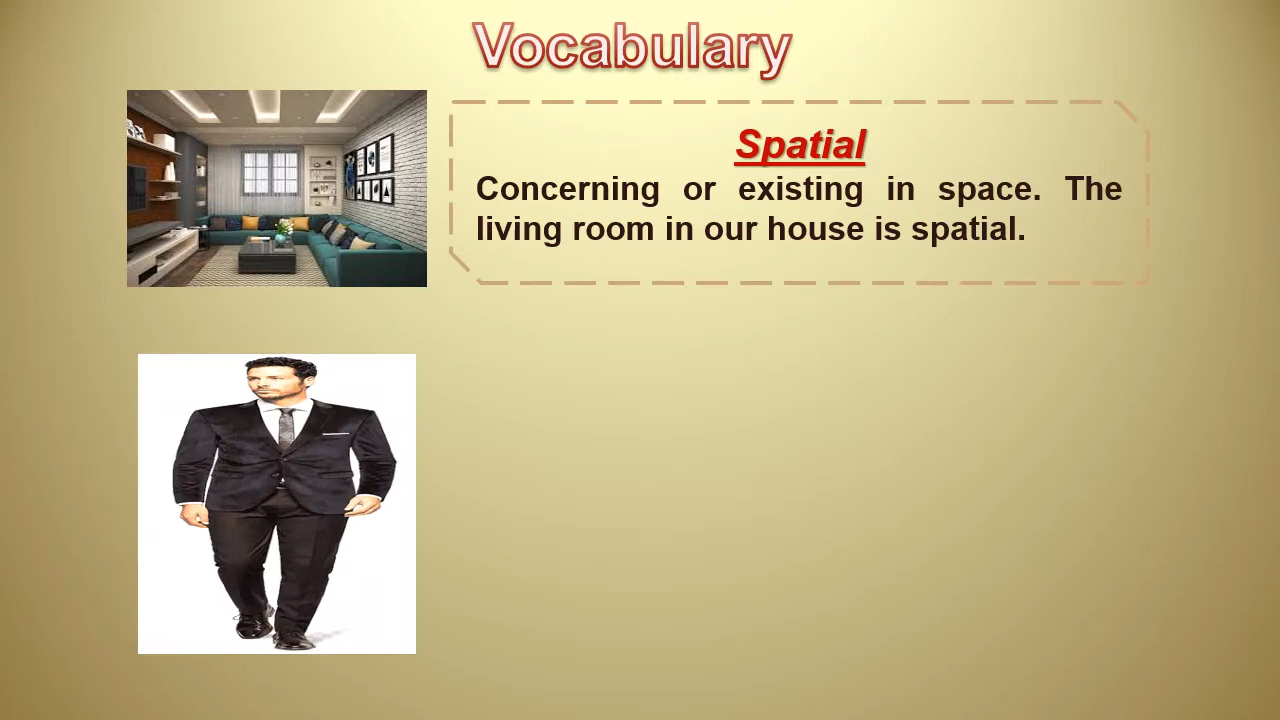 Vocabulary
Spatial
Concerning or existing in space. The
living room in our house is spatial.